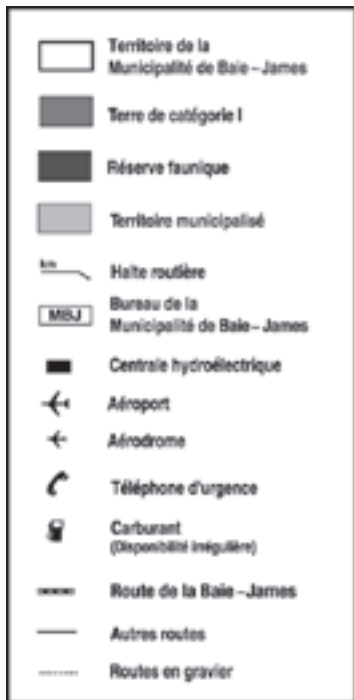 Territoire de la
Municipalité de Baie-James
Terre de catégorie I
Réserve faunique
Territoire municipalisé
km
Halte routière
MBJ
Bureau de la
Municipalité de Baie-James
Centrale hydroélectrique
Aéroport
Aérodrome
Téléphone d'urgence
Carburant
(Disponibilité irrégulière)
Route de la Baie-James
Autres routes
Routes en gravier